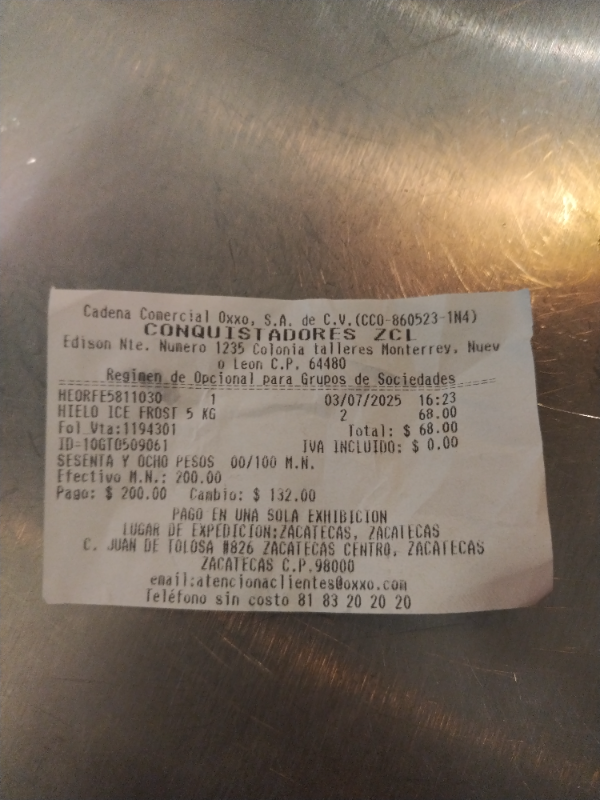 Cadena Comercial Oxxo, S.A. de C.V.(CCO-860523-1N4)
CONQUISTADORES ZCL
Edison Nte. Numero 1235 Colonia talleres Monterrey, Nuev
o Leon C.P. 64480
Regimen de Opcional para Grupos de Sociedades
HEORFE5811030 1 03/07/2025 16:23
HIELO ICE FROST 5 KG 2 68.00
Fol Vta:1194301 Total: $ 68.00
ID=10GT0509061 IVA INCLUIDO: $ 0.00
SESENTA Y OCHO PESOS 00/100 M.N.
Efectivo M.N.: 200.00
Pago: $ 200.00 Cambio: $ 132.00
PAGO EN UNA SOLA EXHIBICION
LUGAR DE EXPEDICION:ZACATECAS, ZACATECAS
C. JUAN DE TOLOSA #826 ZACATECAS CENTRO, ZACATECAS
ZACATECAS C.P.98000
email:atencionaclientes@oxxo.com
Teléfono sin costo 81 83 20 20 20